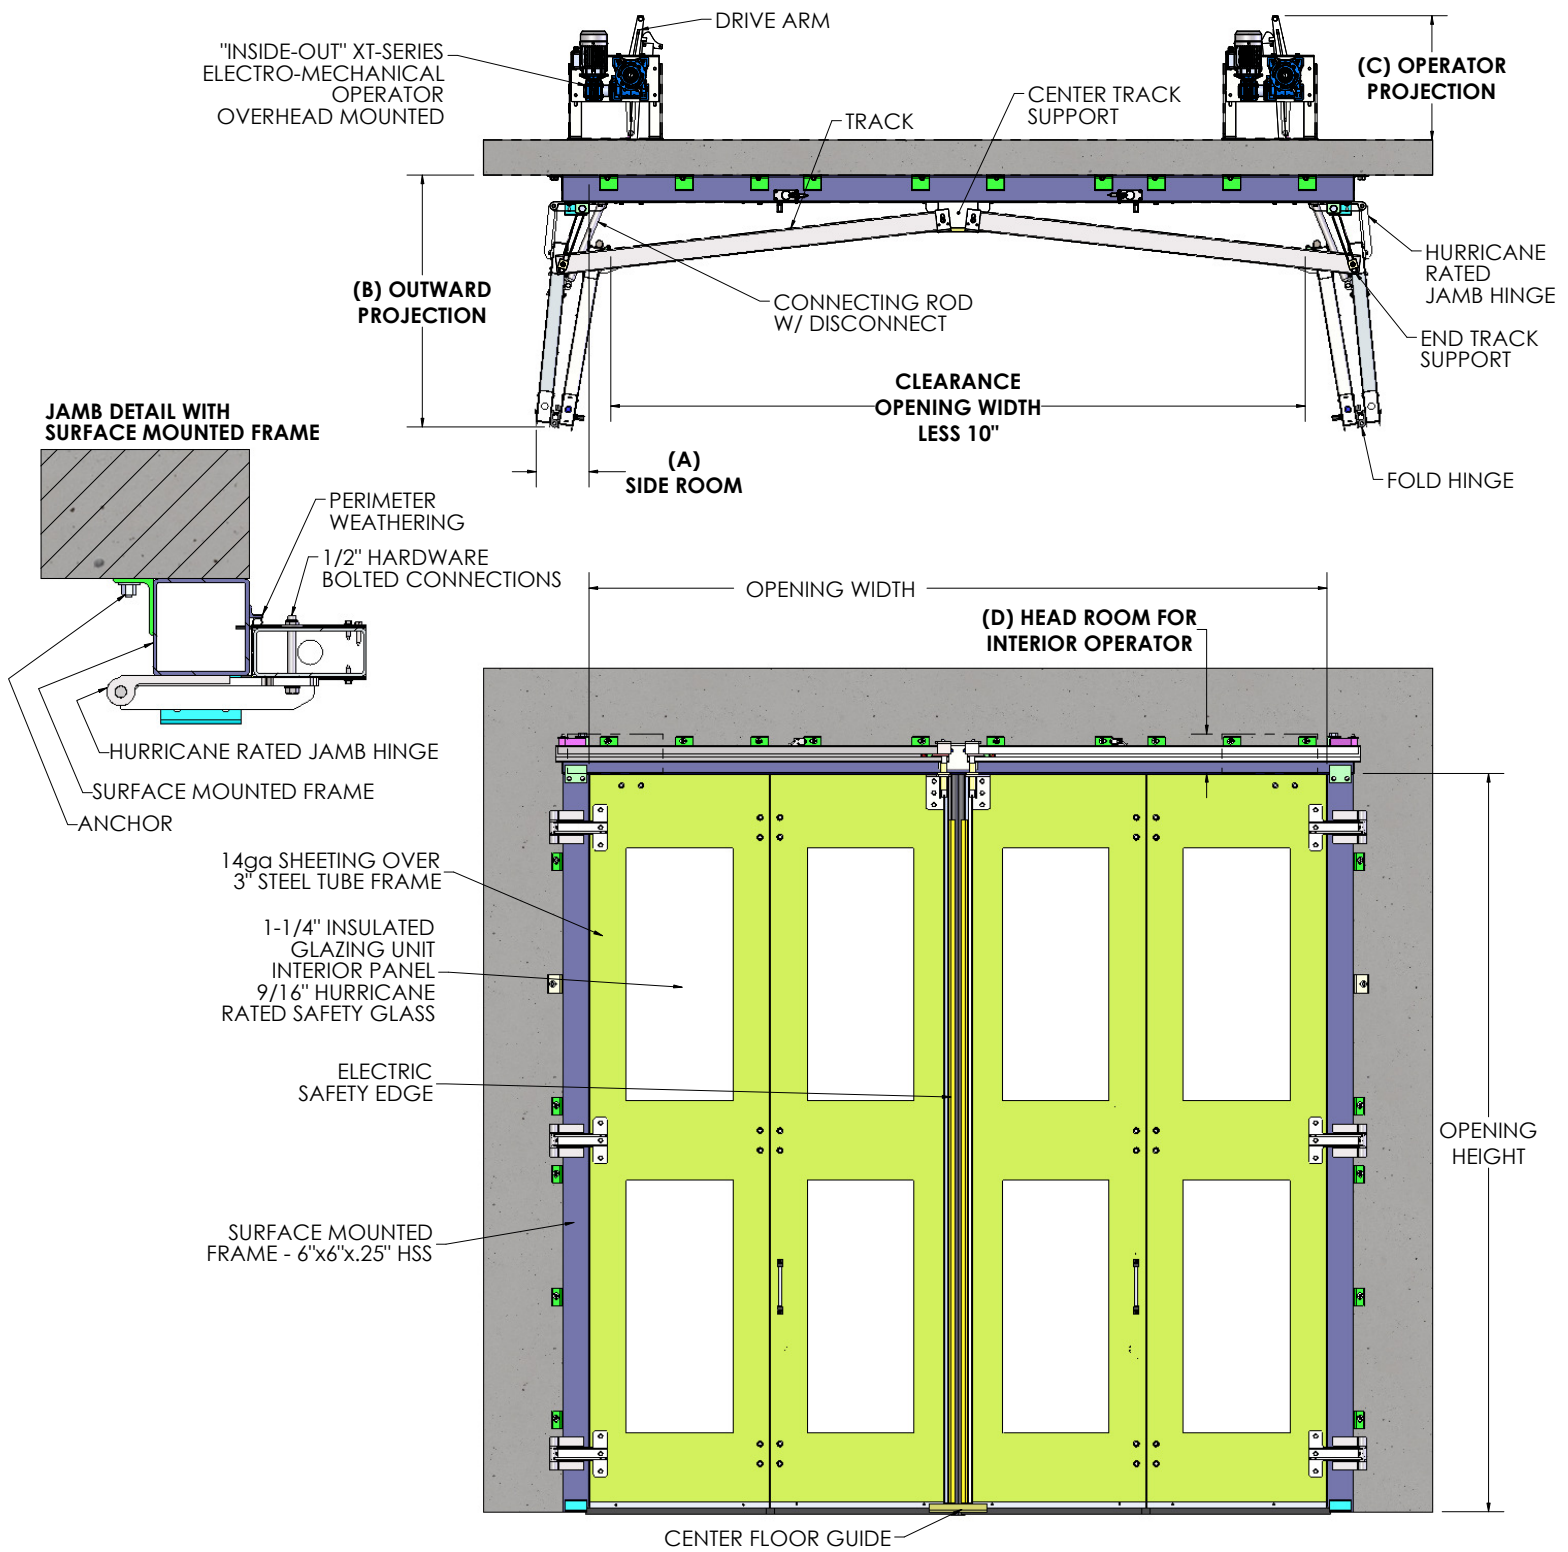 DRIVE ARM
"INSIDE-OUT" XT-SERIES
ELECTRO-MECHANICAL
OPERATOR
OVERHEAD MOUNTED
(C) OPERATOR
PROJECTION
CENTER TRACK
SUPPORT
TRACK
(B) OUTWARD
PROJECTION
CONNECTING ROD
W/ DISCONNECT
HURRICANE
RATED
JAMB HINGE
END TRACK
SUPPORT
CLEARANCE
OPENING WIDTH
LESS 10"
(A)
SIDE ROOM
FOLD HINGE
JAMB DETAIL WITH
SURFACE MOUNTED FRAME
PERIMETER
WEATHERING
1/2" HARDWARE
BOLTED CONNECTIONS
HURRICANE RATED JAMB HINGE
SURFACE MOUNTED FRAME
ANCHOR
OPENING WIDTH
(D) HEAD ROOM FOR
INTERIOR OPERATOR
14ga SHEETING OVER
3" STEEL TUBE FRAME
1-1/4" INSULATED
GLAZING UNIT
INTERIOR PANEL
9/16" HURRICANE
RATED SAFETY GLASS
ELECTRIC
SAFETY EDGE
OPENING
HEIGHT
SURFACE MOUNTED
FRAME - 6"x6"x.25" HSS
CENTER FLOOR GUIDE